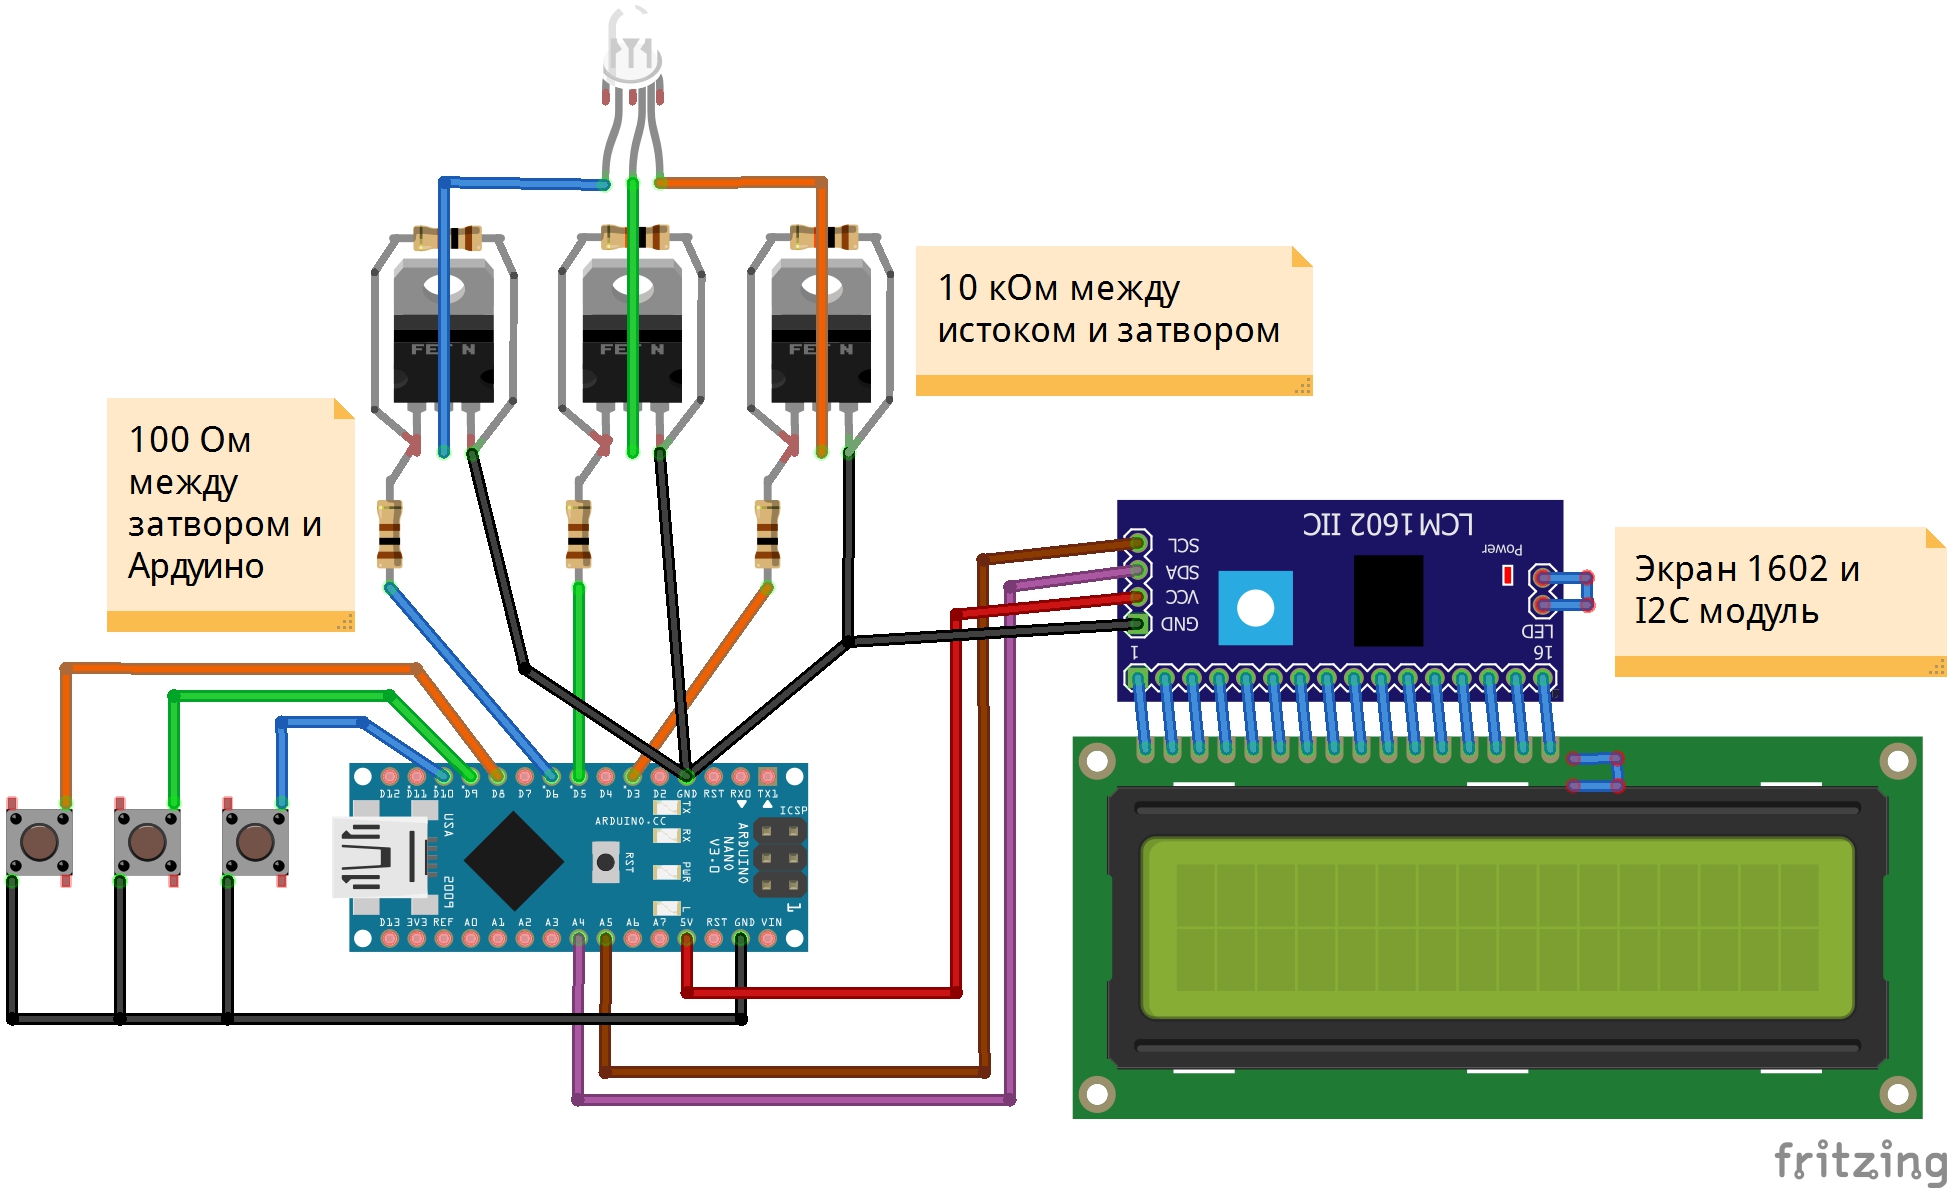 FET N
FET N
FET N
10 кОм между
истоком и затвором
100 Ом
между
затвором и
Ардуино
LCM1602 IIC
Power
SCL
SDA
VCC
GND
LED
1
16
Экран 1602 и
I2C модуль
D12 D11 D10 D9 D8 D7 D6 D5 D4 D3 D2 GND RST RX0 TX1
ARDUINO.CC
TX
RX
PWR
L
RST
USA
2009
ARDUINO
NANO
V3.0
ICSP
1
D13 3V3 REF A0 A1 A2 A3 A4 A5 A6 A7 5V RST GND VIN
fritzing